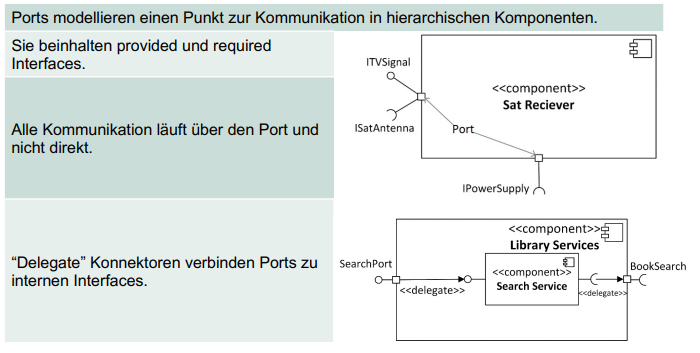 Ports modellieren einen Punkt zur Kommunikation in hierarchischen Komponenten.
Sie beinhalten provided und required
Interfaces.
Alle Kommunikation läuft über den Port und
nicht direkt.
“Delegate” Konnektoren verbinden Ports zu
internen Interfaces.
ITVSignal
<<component>>
Sat Reciever
ISatAntenna
Port
IPowerSupply
<<component>>
Library Services
SearchPort
BookSearch
<<component>>
Search Service
<<delegate>>
<<delegate>>